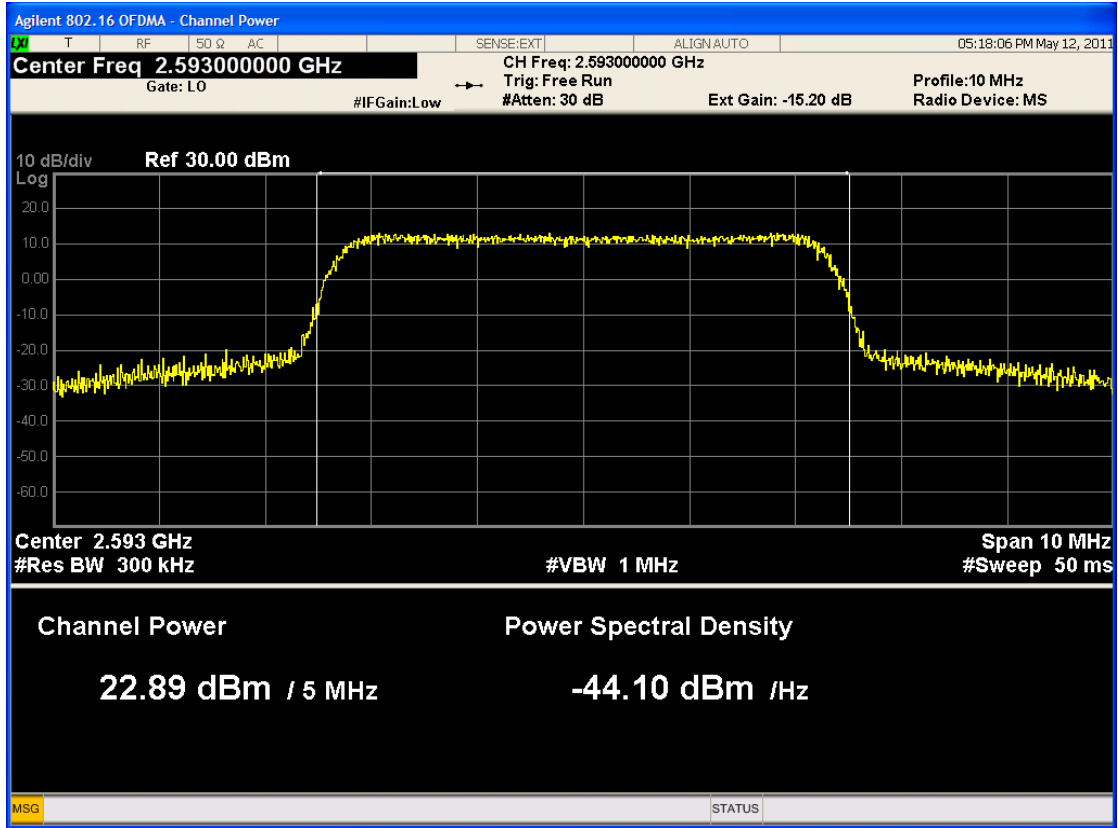 Agilent 802.16 OFDMA - Channel Power
LXI T RF 50 Ω AC SENSE:EXT ALIGN AUTO 05:18:06 PM May 12, 2011
Center Freq 2.593000000 GHz
Gate: LO
#IFGain:Low
CH Freq: 2.593000000 GHz
Trig: Free Run
#Atten: 30 dB
Ext Gain: -15.20 dB
Profile:10 MHz
Radio Device: MS
10 dB/div Ref 30.00 dBm
Log
20.0
10.0
0.00
-10.0
-20.0
-30.0
-40.0
-50.0
-60.0
Center 2.593 GHz Span 10 MHz
#Res BW 300 kHz #VBW 1 MHz #Sweep 50 ms
Channel Power Power Spectral Density
22.89 dBm / 5 MHz -44.10 dBm /Hz
MSG STATUS